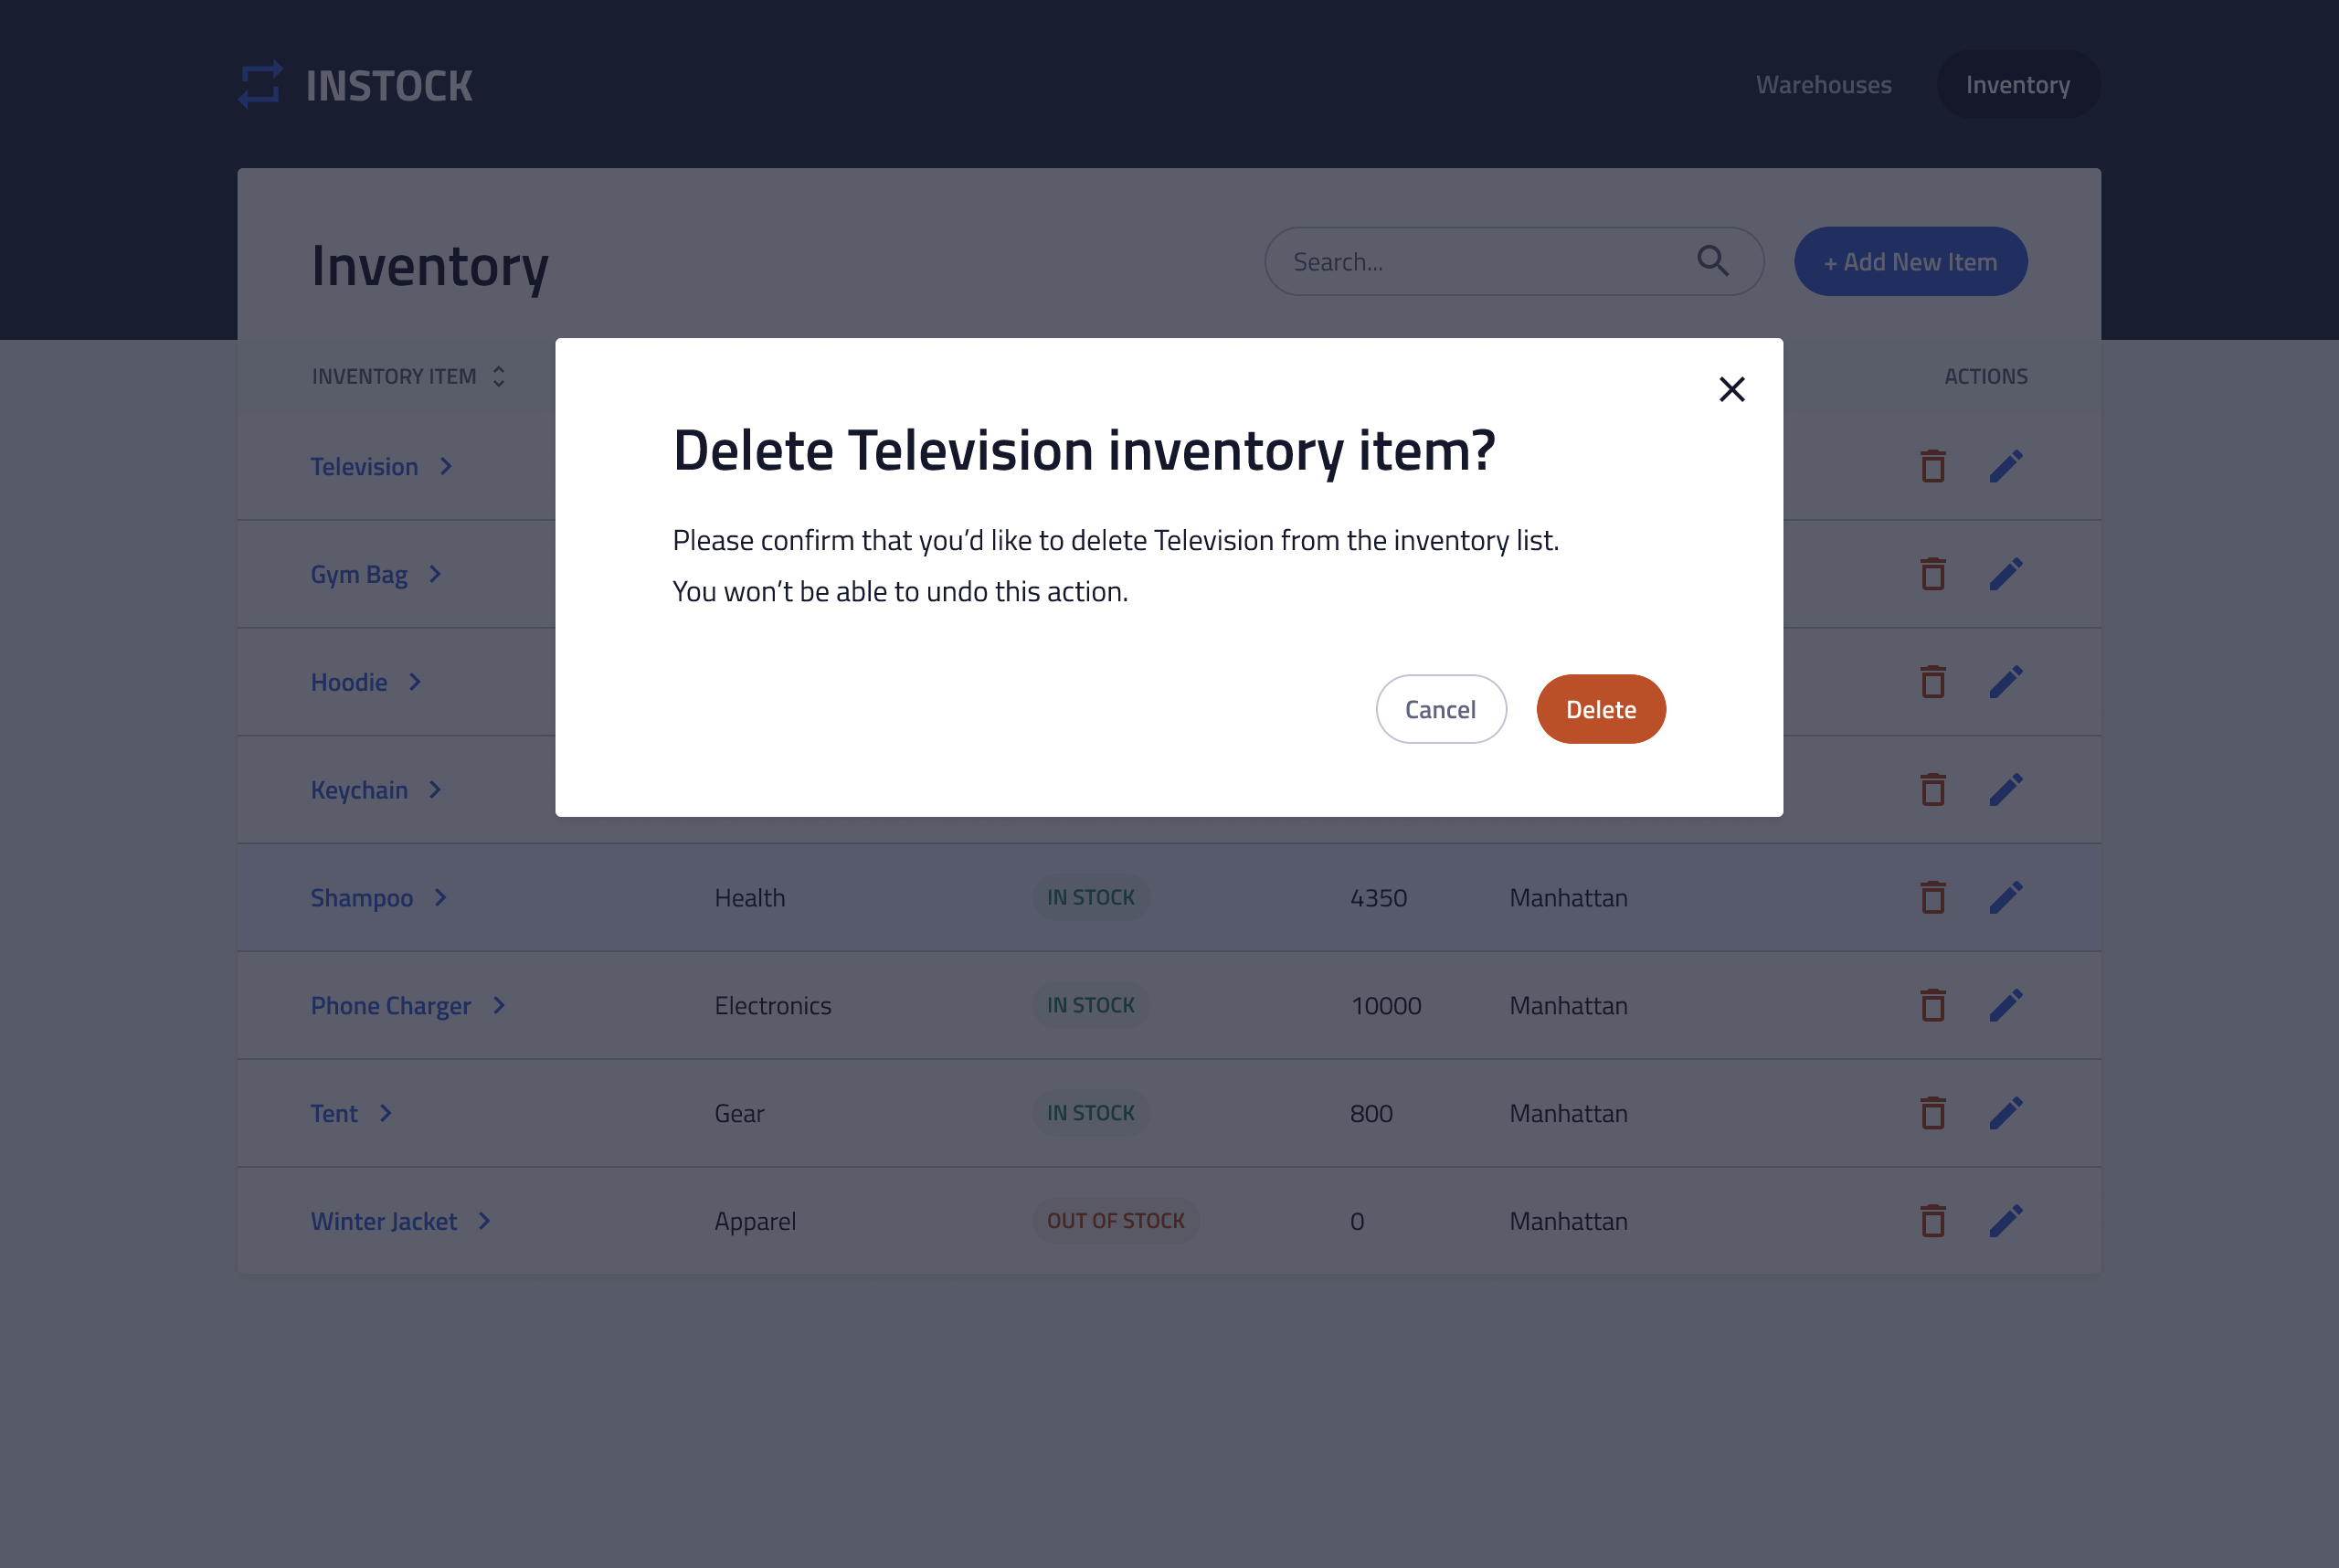 INSTOCK
Warehouses Inventory
Inventory
Search...
+ Add New Item
INVENTORY ITEM ACTIONS
Delete Television inventory item?
Please confirm that you’d like to delete Television from the inventory list.
You won’t be able to undo this action.
Cancel Delete
Television
Gym Bag
Hoodie
Keychain
Shampoo Health IN STOCK 4350 Manhattan
Phone Charger Electronics IN STOCK 10000 Manhattan
Tent Gear IN STOCK 800 Manhattan
Winter Jacket Apparel OUT OF STOCK 0 Manhattan